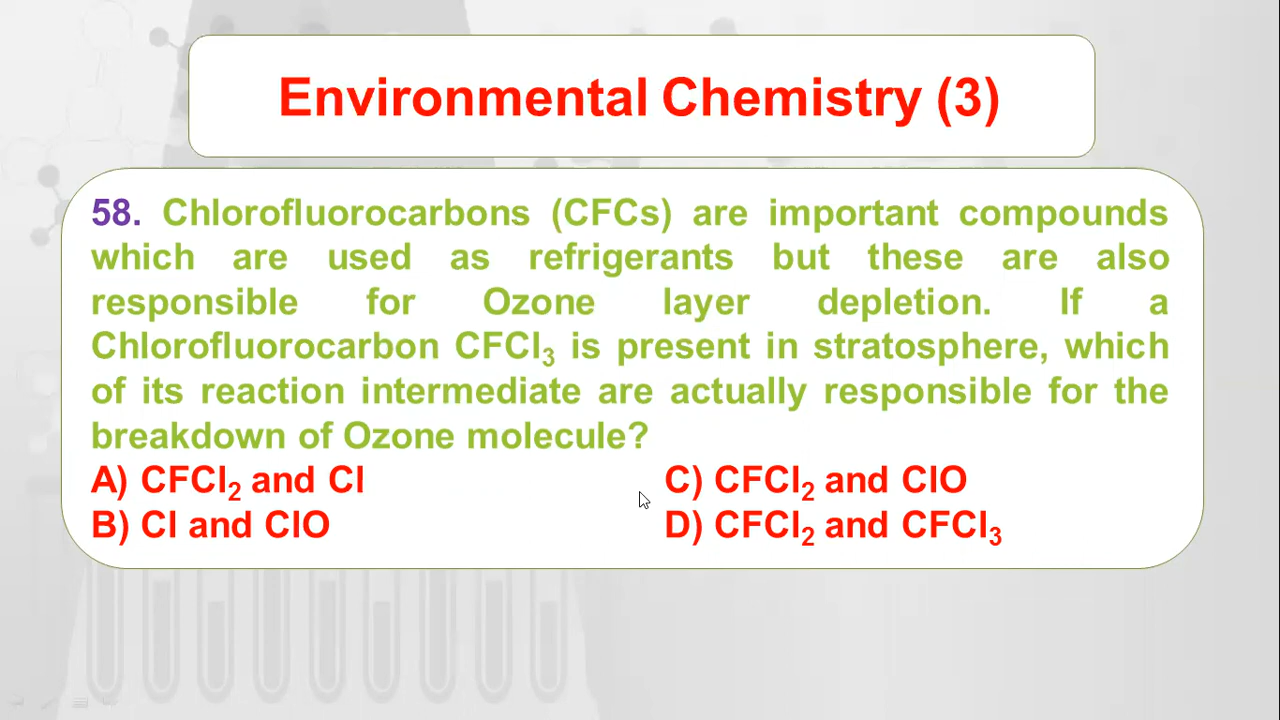 Environmental Chemistry (3)
58. Chlorofluorocarbons (CFCs) are important compounds
which are used as refrigerants but these are also
responsible for Ozone layer depletion. If a
Chlorofluorocarbon CFCl₃ is present in stratosphere, which
of its reaction intermediate are actually responsible for the
breakdown of Ozone molecule?
A) CFCl₂ and Cl C) CFCl₂ and ClO
B) Cl and ClO D) CFCl₂ and CFCl₃